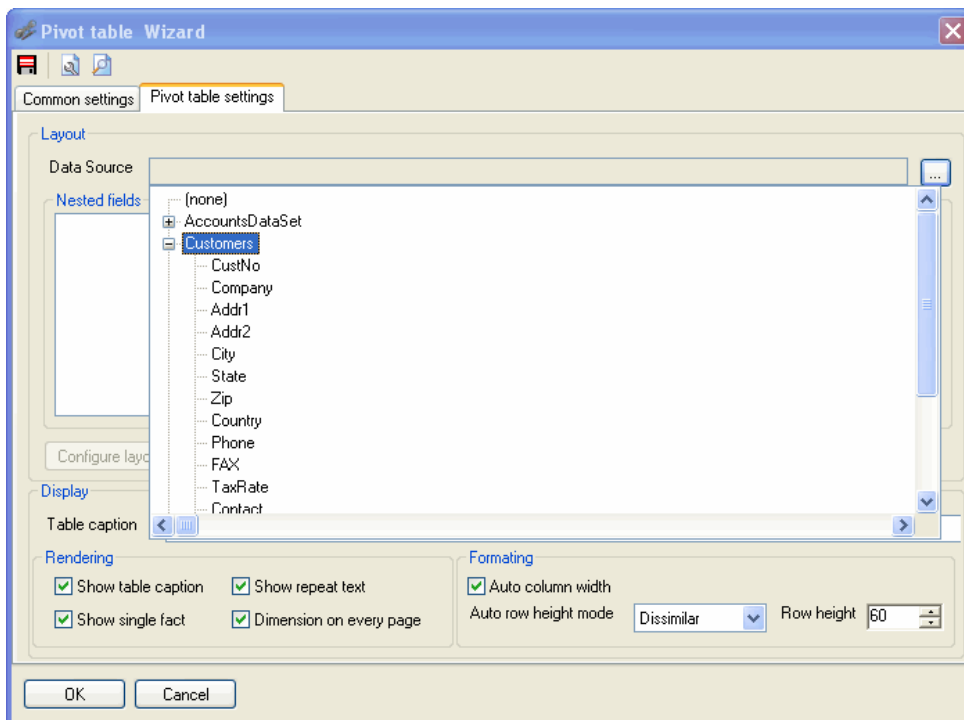 Pivot table Wizard
Common settings Pivot table settings
Layout
Data Source ...
Nested fields
(none)
AccountsDataSet
Customers
CustNo
Company
Addr1
Addr2
City
State
Zip
Country
Phone
FAX
TaxRate
Contact
Configure layo
Display
Table caption
Rendering Formating
Show table caption Show repeat text Auto column width
Show single fact Dimension on every page Auto row height mode Dissimilar Row height 60
OK Cancel